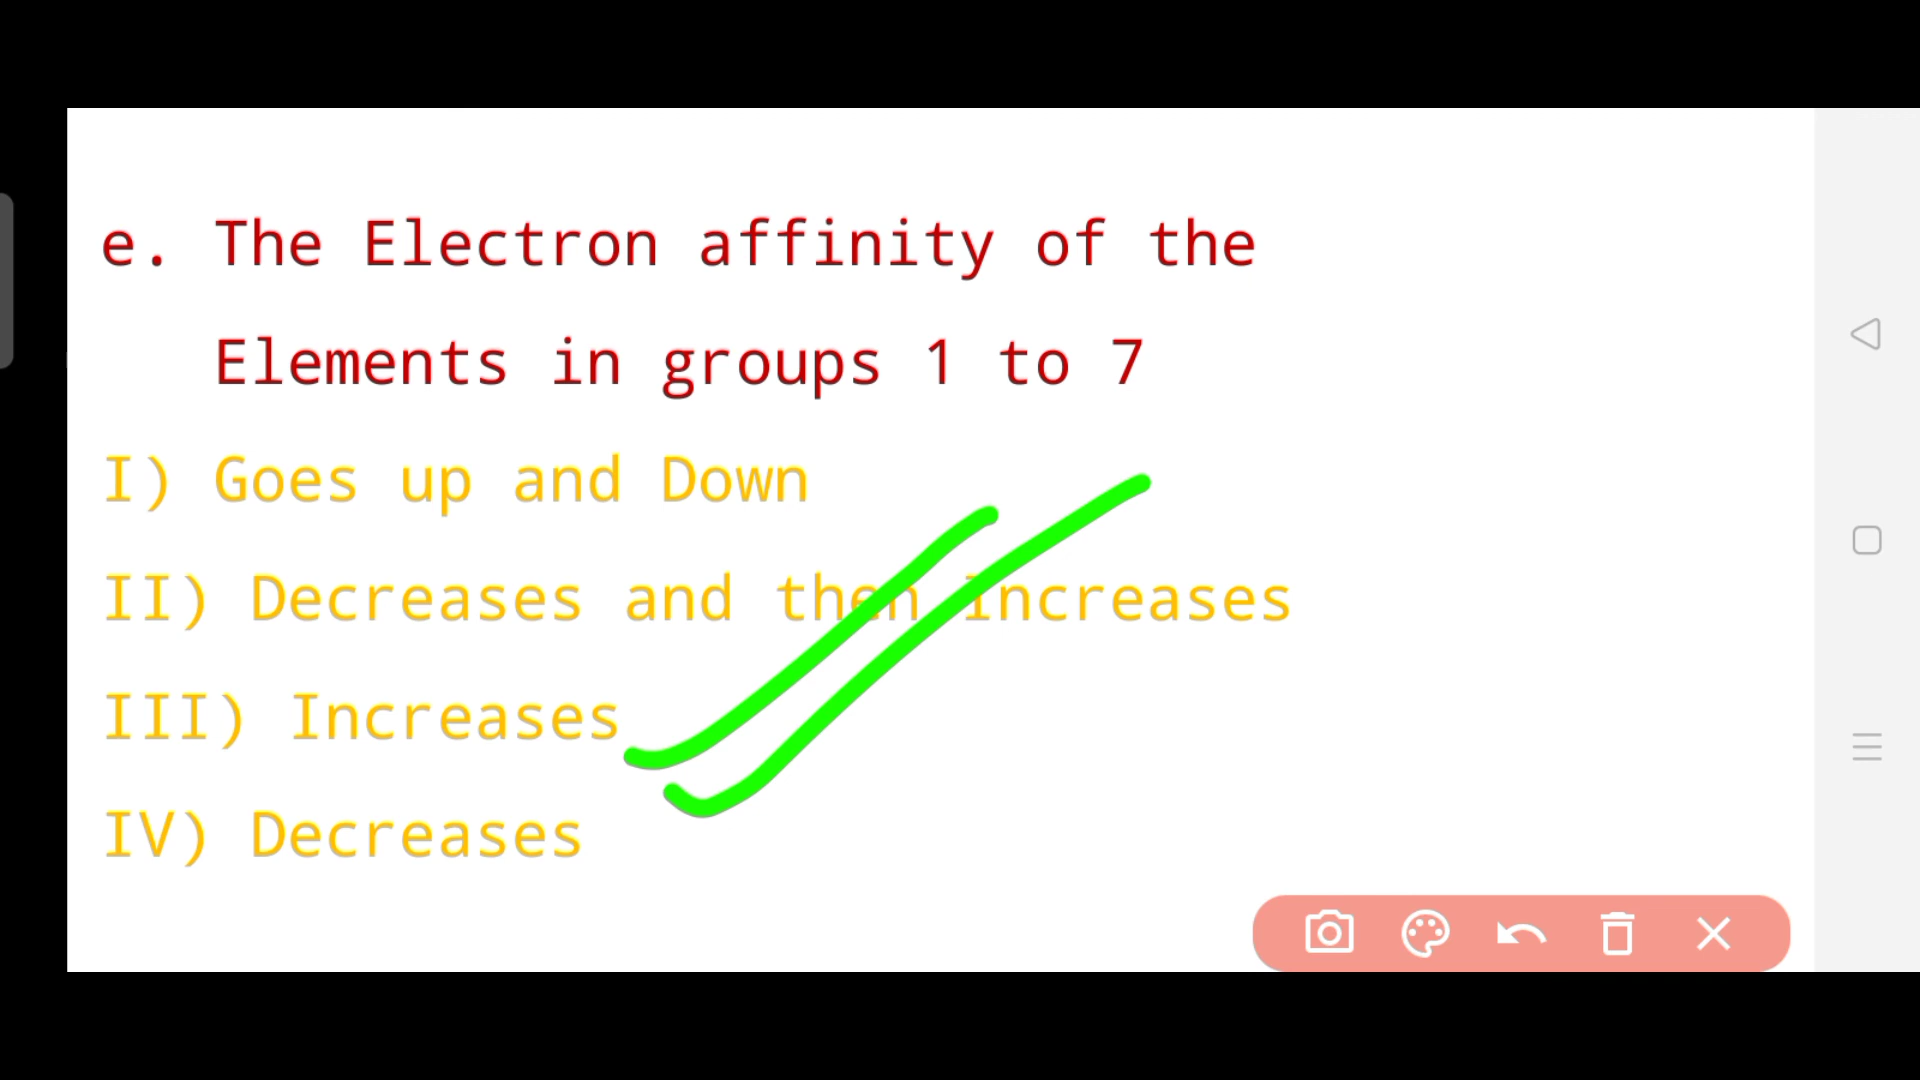 e. The Electron affinity of the
Elements in groups 1 to 7
I) Goes up and Down
II) Decreases and then Increases
III) Increases
IV) Decreases